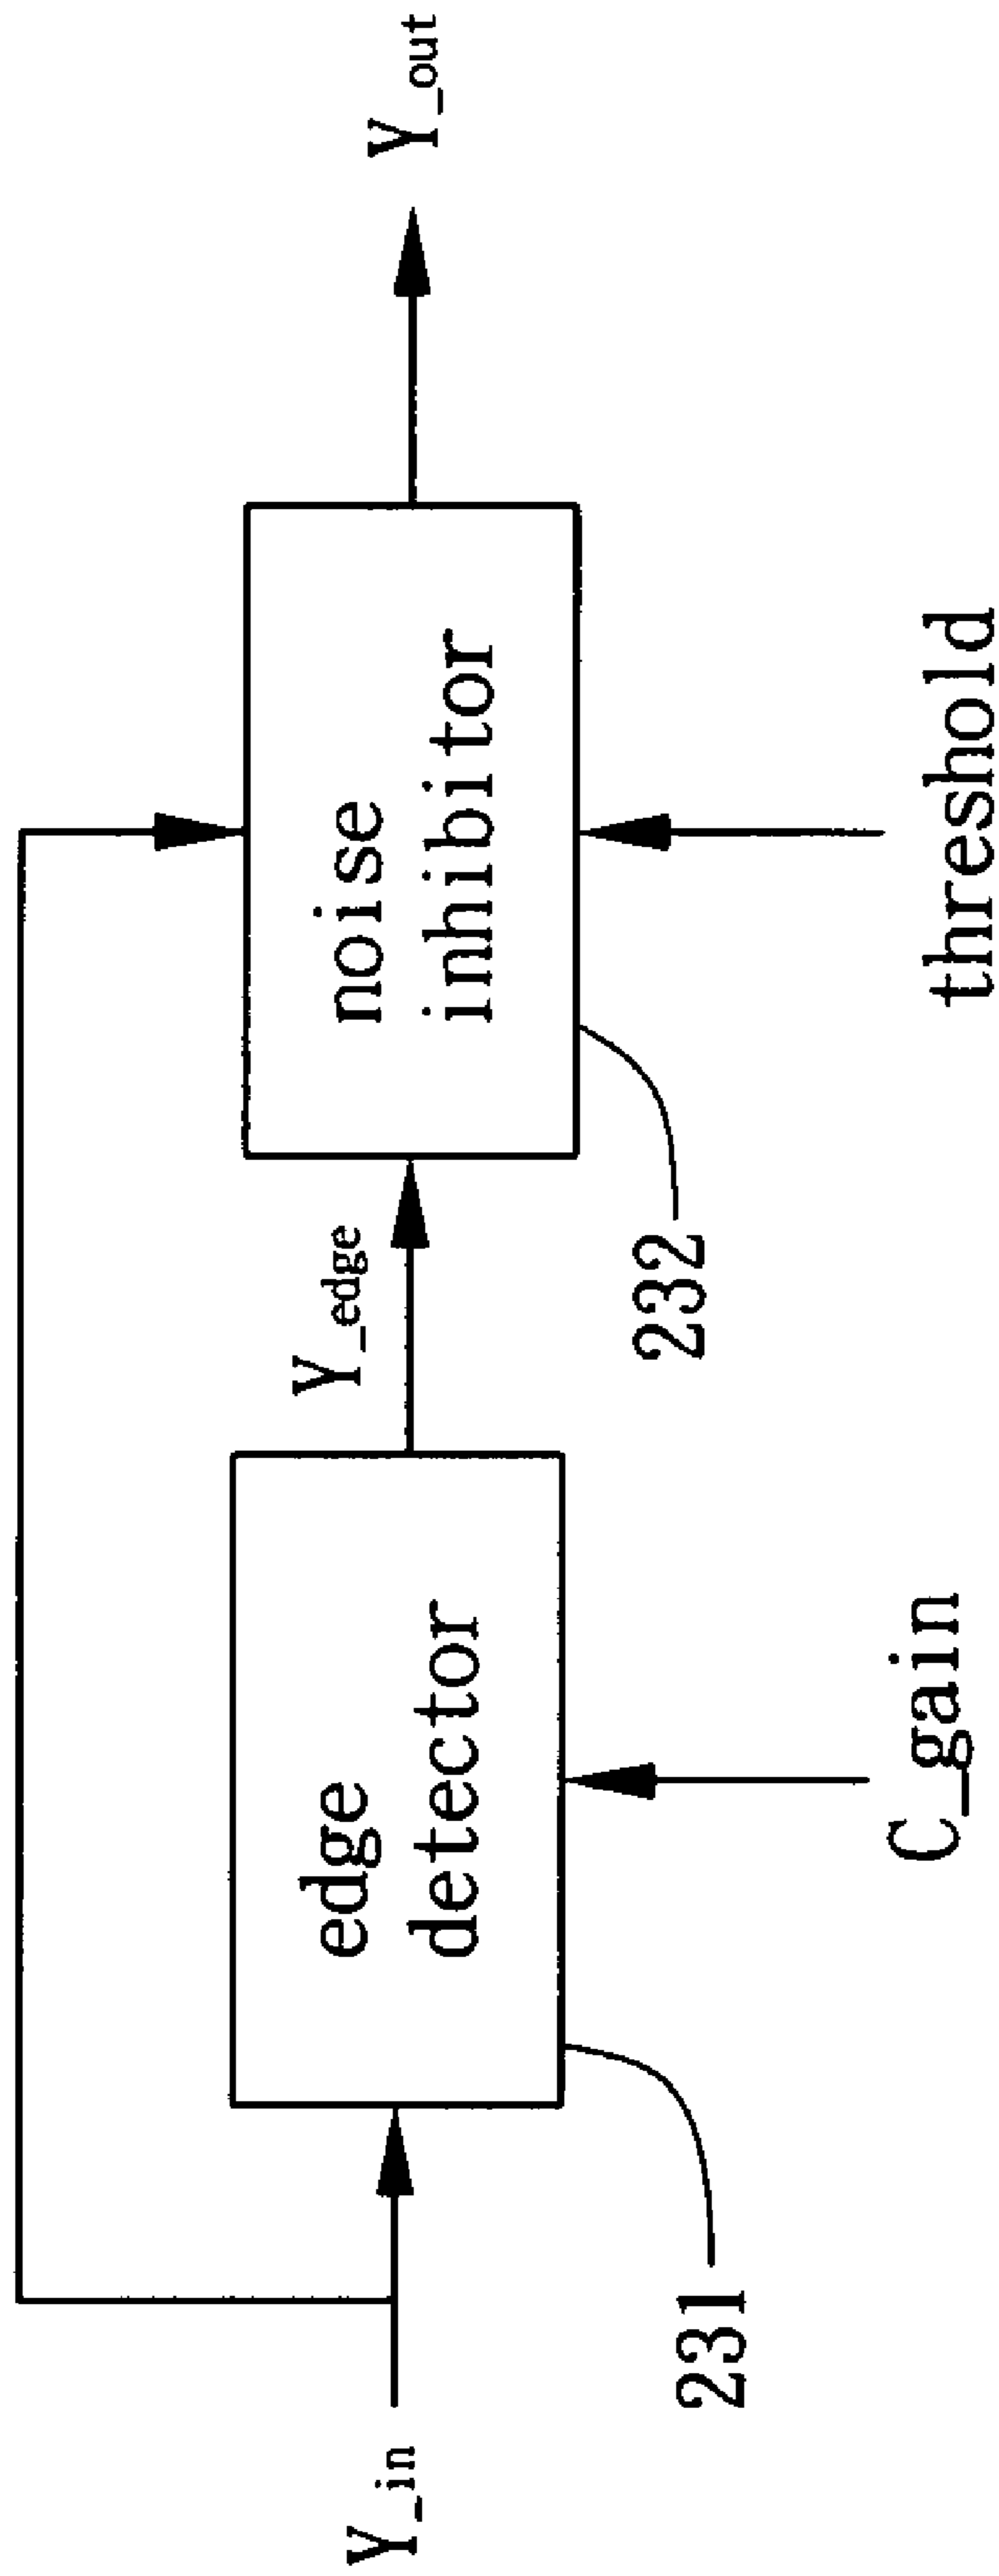 Y_in
edge
detector
231
C_gain
Y_edge
noise
inhibitor
232
threshold
Y_out